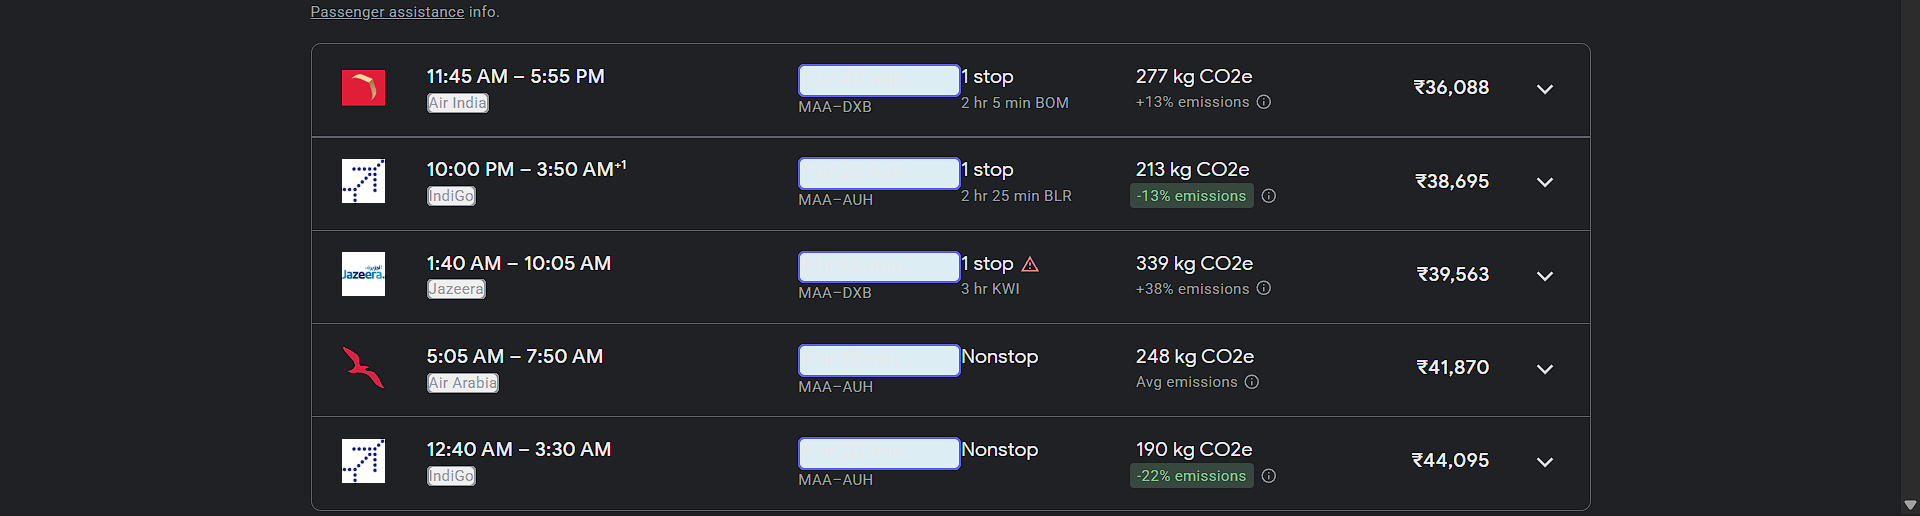 Passenger assistance info.
11:45 AM – 5:55 PM
Air India
MAA–DXB
1 stop
2 hr 5 min BOM
277 kg CO2e
+13% emissions
₹36,088
10:00 PM – 3:50 AM+1
IndiGo
MAA–AUH
1 stop
2 hr 25 min BLR
213 kg CO2e
-13% emissions
₹38,695
Jazeera
1:40 AM – 10:05 AM
Jazeera
MAA–DXB
1 stop
3 hr KWI
339 kg CO2e
+38% emissions
₹39,563
5:05 AM – 7:50 AM
Air Arabia
MAA–AUH
Nonstop
248 kg CO2e
Avg emissions
₹41,870
12:40 AM – 3:30 AM
IndiGo
MAA–AUH
Nonstop
190 kg CO2e
-22% emissions
₹44,095